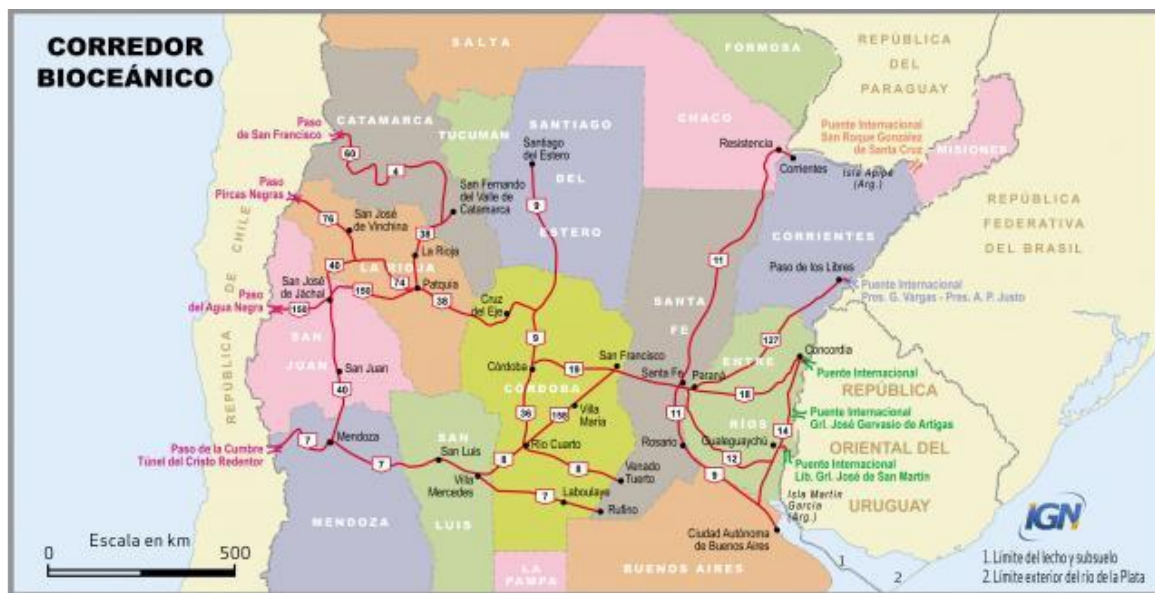 CORREDOR
BIOCEÁNICO
SALTA
FORMOSA
REPÚBLICA
DEL
PARAGUAY
CATAMARCA
TUCUMÁN
SANTIAGO
DEL
ESTERO
CHACO
MISIONES
Paso
de San Francisco
60
4
Santiago
del Estero
Resistencia
Corrientes
Puente Internacional
San Roque González
de Santa Cruz
Isla Apipé
(Arg.)
Paso
Pircas Negras
76
San José
de Vinchina
San Fernando
del Valle de
Catamarca
9
REPÚBLICA
FEDERATIVA
DEL BRASIL
CORRIENTES
38
La Rioja
LA RIOJA
40
74
Patquia
11
Paso de los Libres
Puente Internacional
Pres. G. Vargas - Pres. A. P. Justo
REPÚBLICA DE CHILE
San José
de Jáchal
150
38
Cruz
del Eje
SANTA
FE
Paso
del Agua Negra
150
SAN
JUAN
9
127
ENTRE
RÍOS
Concordia
San Juan
40
Córdoba
CÓRDOBA
19
San Francisco
Santa Fe
Paraná
18
Puente Internacional
REPÚBLICA
ORIENTAL DEL
URUGUAY
36
158
Villa
María
11
14
Puente Internacional
Grl. José Gervasio de Artigas
Paso de la Cumbre
Túnel del Cristo Redentor
7
Mendoza
7
SAN
LUIS
San Luis
Villa
Mercedes
8
Río Cuarto
8
Venado
Tuerto
Rosario
9
Gualeguaychú
12
Puente Internacional
Lib. Grl. José de San Martín
MENDOZA
7
Laboulaye
Rufino
Isla Martín
García
(Arg.)
Ciudad Autónoma
de Buenos Aires
LA
PAMPA
BUENOS AIRES
Escala en km
0
500
1
2
IGN
1. Límite del lecho y subsuelo
2. Límite exterior del río de la Plata